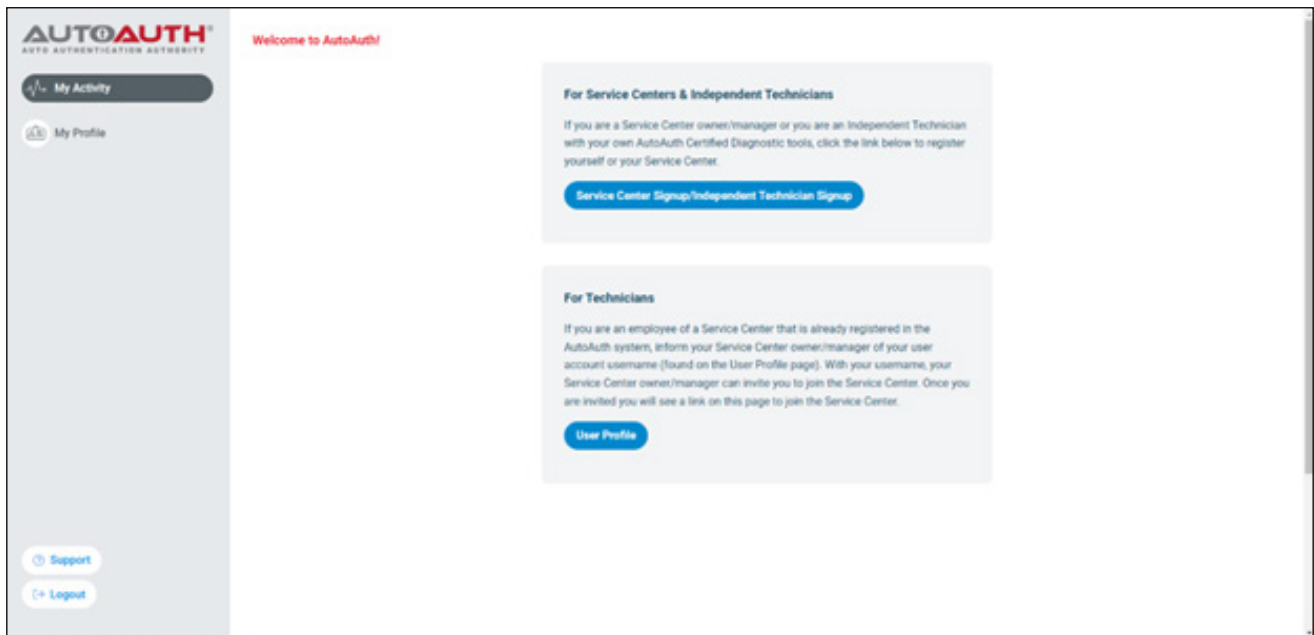 AUTOAUTH
AUTO AUTHENTICATION AUTHORITY
My Activity
My Profile
Support
Logout
Welcome to AutoAuth!
For Service Centers & Independent Technicians
If you are a Service Center owner/manager or you are an Independent Technician
with your own AutoAuth Certified Diagnostic tools, click the link below to register
yourself or your Service Center.
Service Center Signup/Independent Technician Signup
For Technicians
If you are an employee of a Service Center that is already registered in the
AutoAuth system, inform your Service Center owner/manager of your user
account username (found on the User Profile page). With your username, your
Service Center owner/manager can invite you to join the Service Center. Once you
are invited you will see a link on this page to join the Service Center.
User Profile